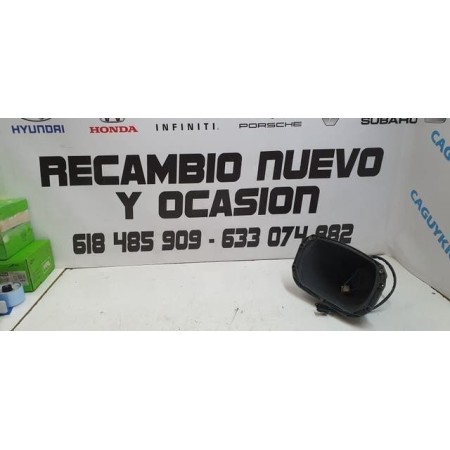 HYUNDAI HONDA INFINITI. PORSCHE SUBARU
RECAMBIO NUEVO
Y OCASION
618 485 909 - 633 074 882